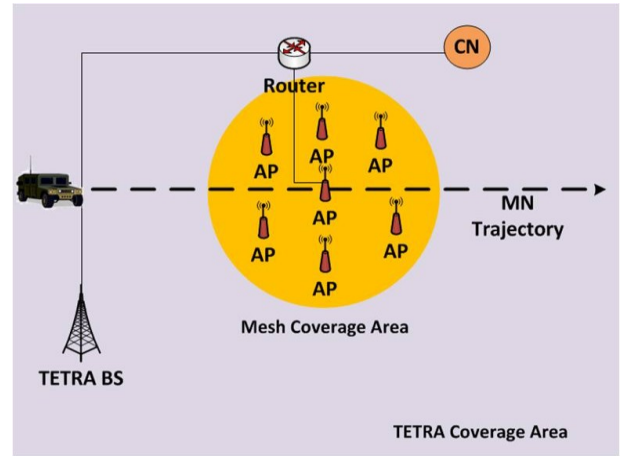 CN
Router
AP
AP
AP
AP
AP
AP
AP
MN
Trajectory
Mesh Coverage Area
TETRA BS
TETRA Coverage Area